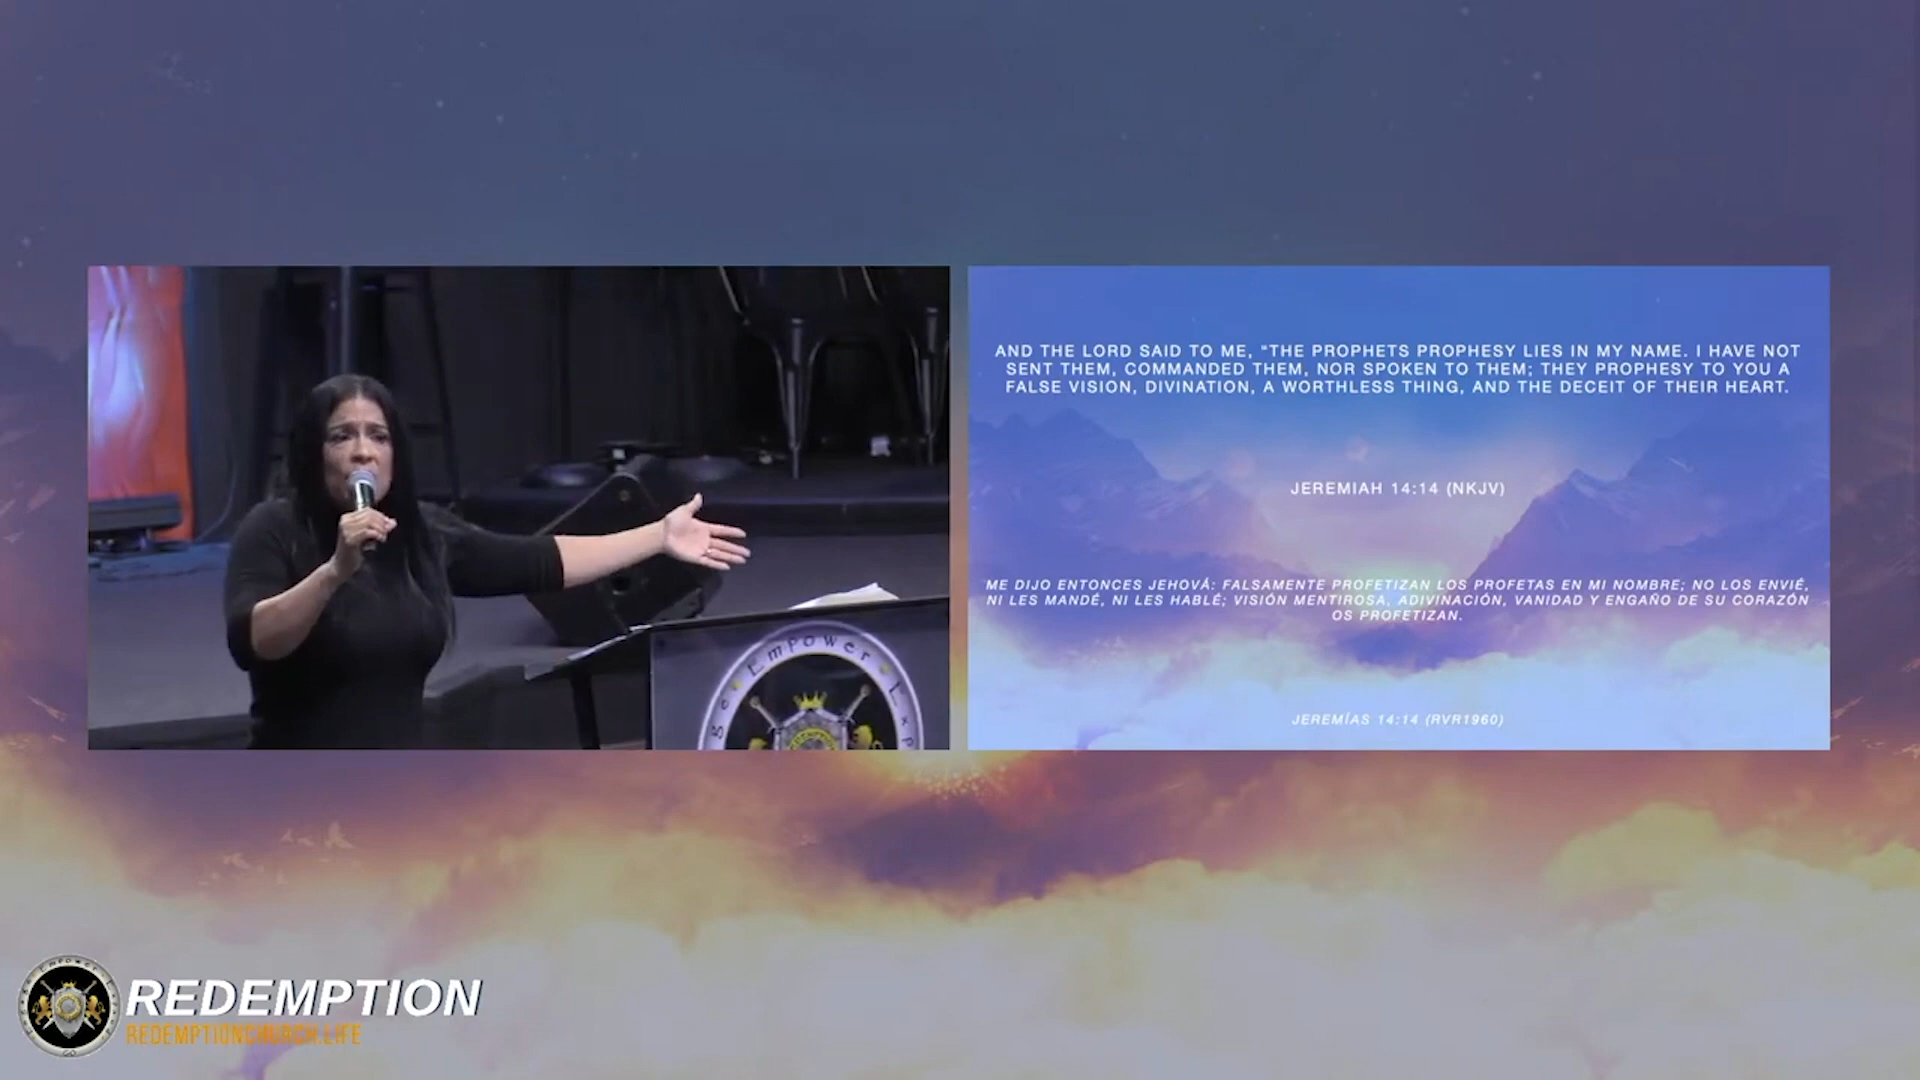 AND THE LORD SAID TO ME, "THE PROPHETS PROPHESY LIES IN MY NAME. I HAVE NOT
SENT THEM, COMMANDED THEM, NOR SPOKEN TO THEM; THEY PROPHESY TO YOU A
FALSE VISION, DIVINATION, A WORTHLESS THING, AND THE DECEIT OF THEIR HEART.
JEREMIAH 14:14 (NKJV)
ME DIJO ENTONCES JEHOVÁ: FALSAMENTE PROFETIZAN LOS PROFETAS EN MI NOMBRE; NO LOS ENVIÉ,
NI LES MANDÉ, NI LES HABLÉ; VISIÓN MENTIROSA, ADIVINACIÓN, VANIDAD Y ENGAÑO DE SU CORAZÓN
OS PROFETIZAN.
JEREMÍAS 14:14 (RVR1960)
Empower
REDEMPTION
Empower
REDEMPTION
REDEMPTIONCHURCH.LIFE